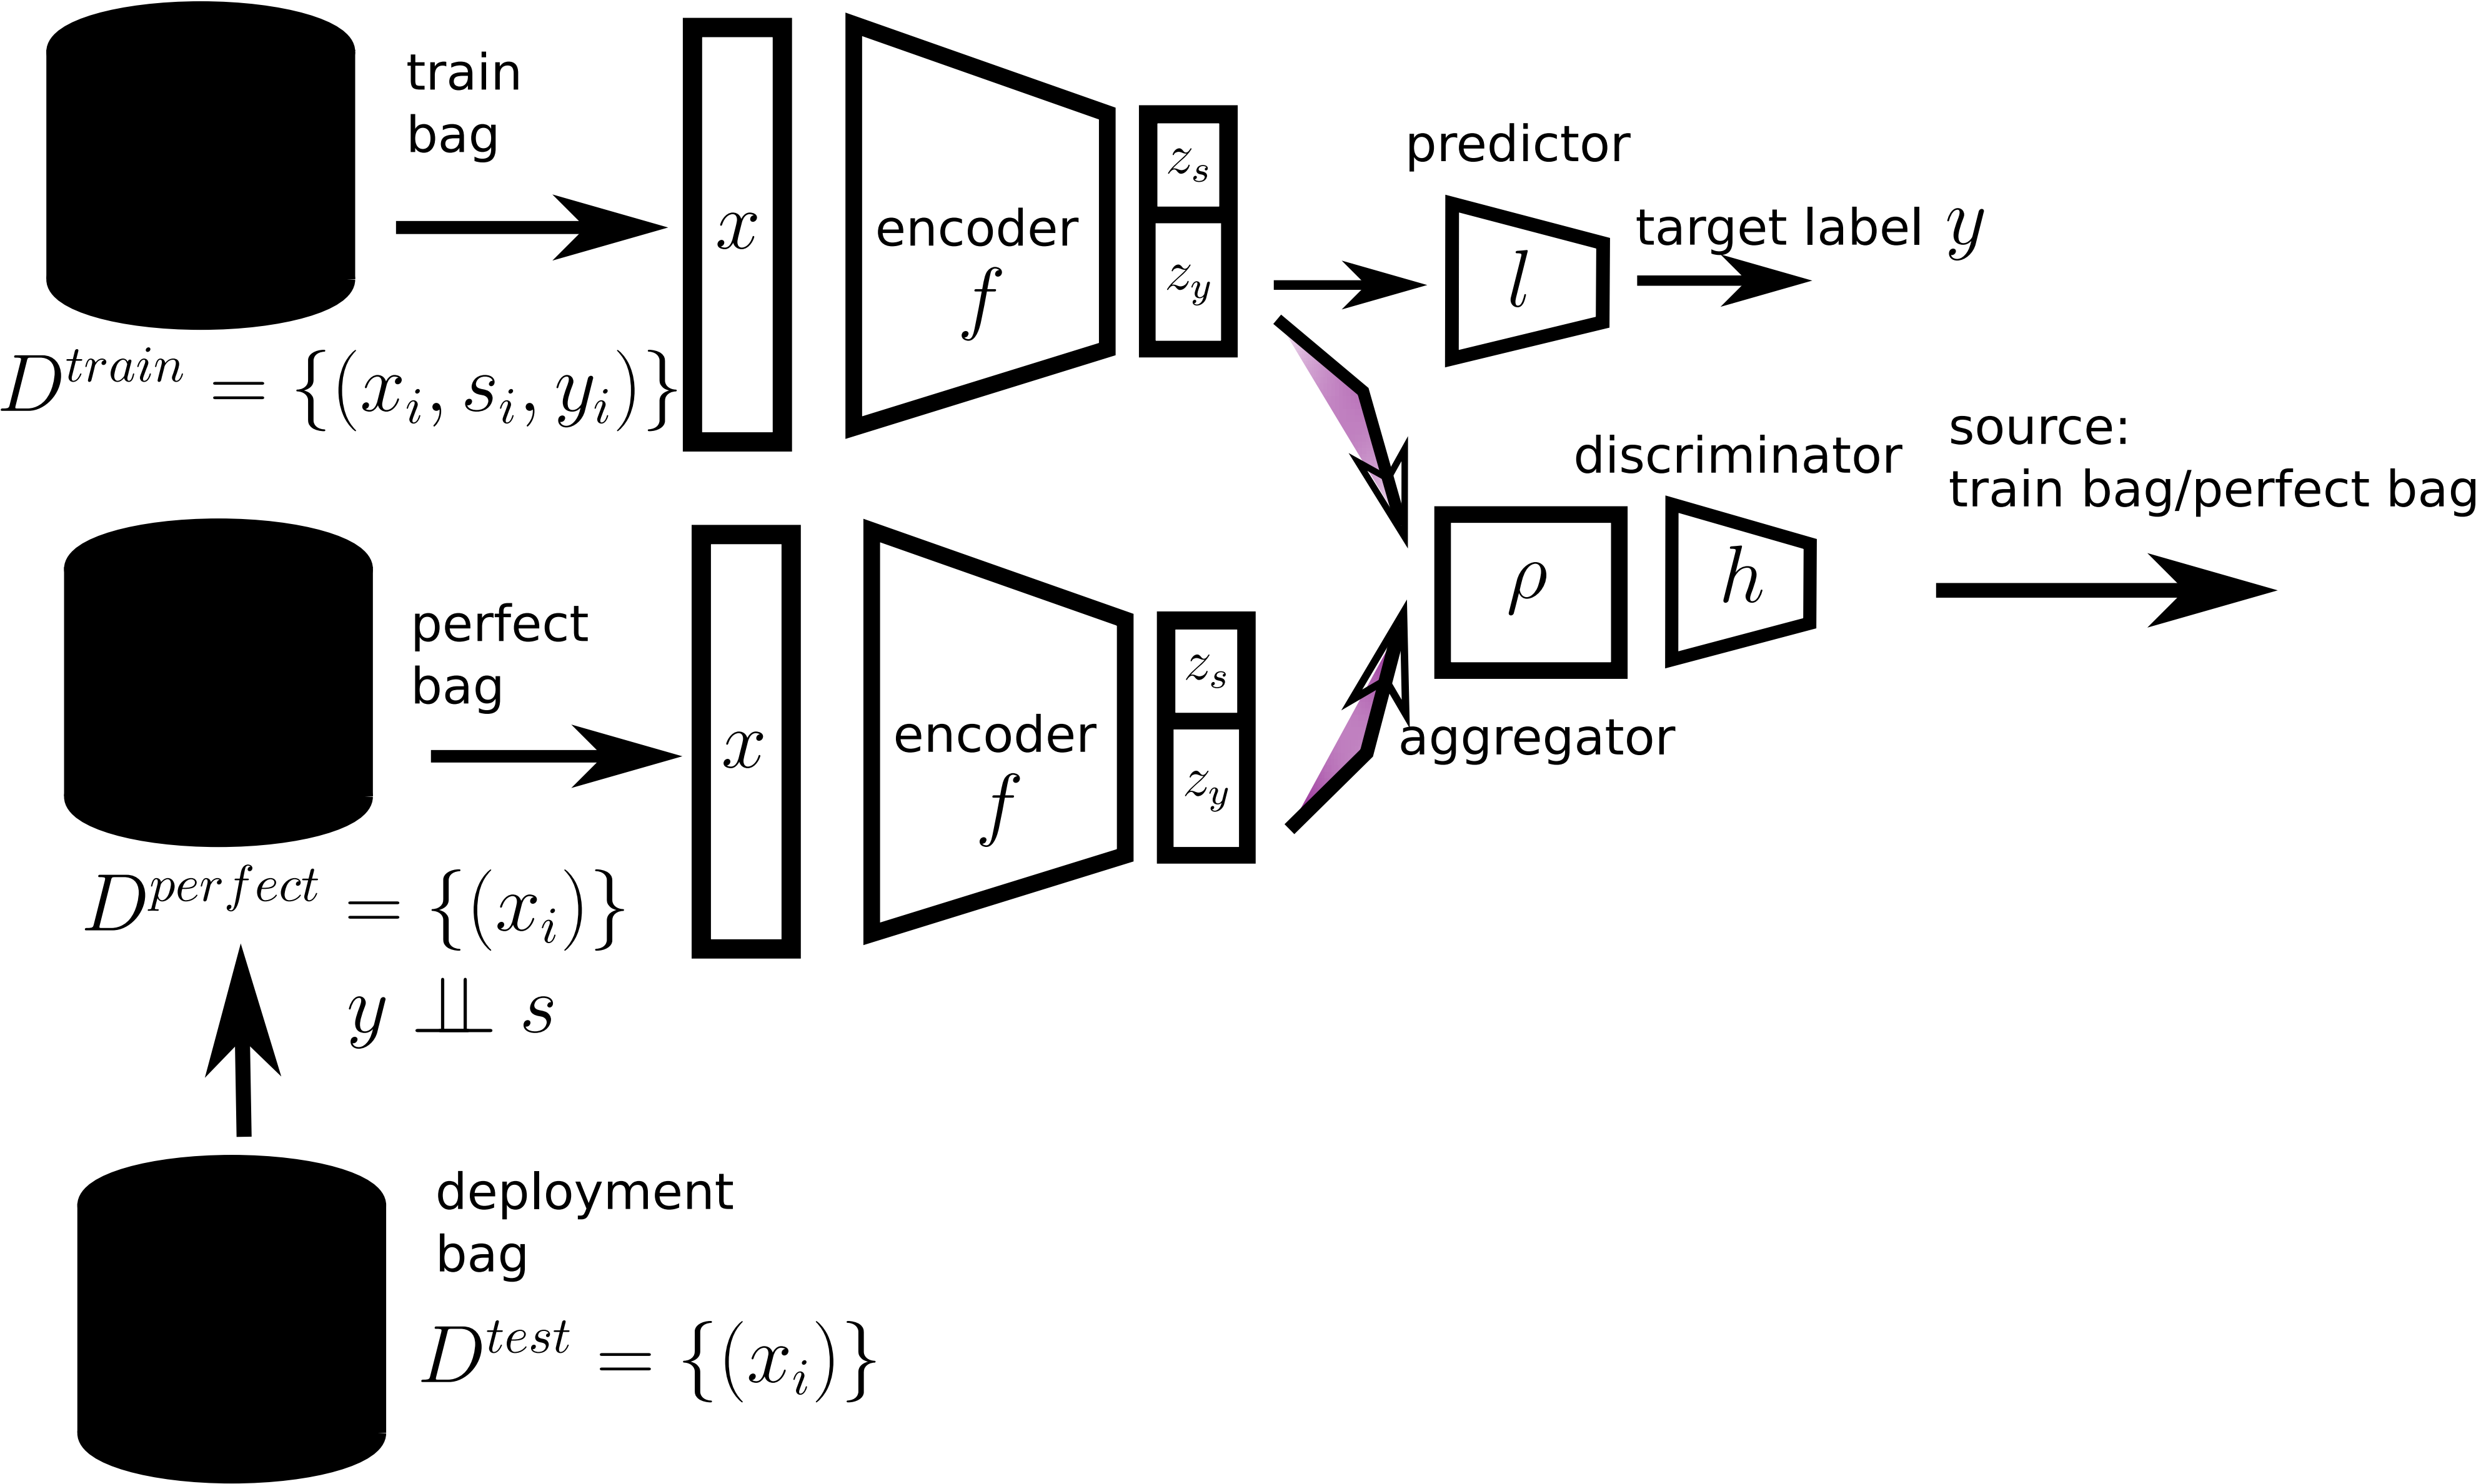 train
bag
x
encoder
f
z_s
z_y
predictor
l
target label y
D^{train} = {(x_i, s_i, y_i)}
source:
train bag/perfect bag
discriminator
ρ
h
aggregator
perfect
bag
x
encoder
f
z_s
z_y
D^{perfect} = {(x_i)}
y ⫫ s
deployment
bag
D^{test} = {(x_i)}